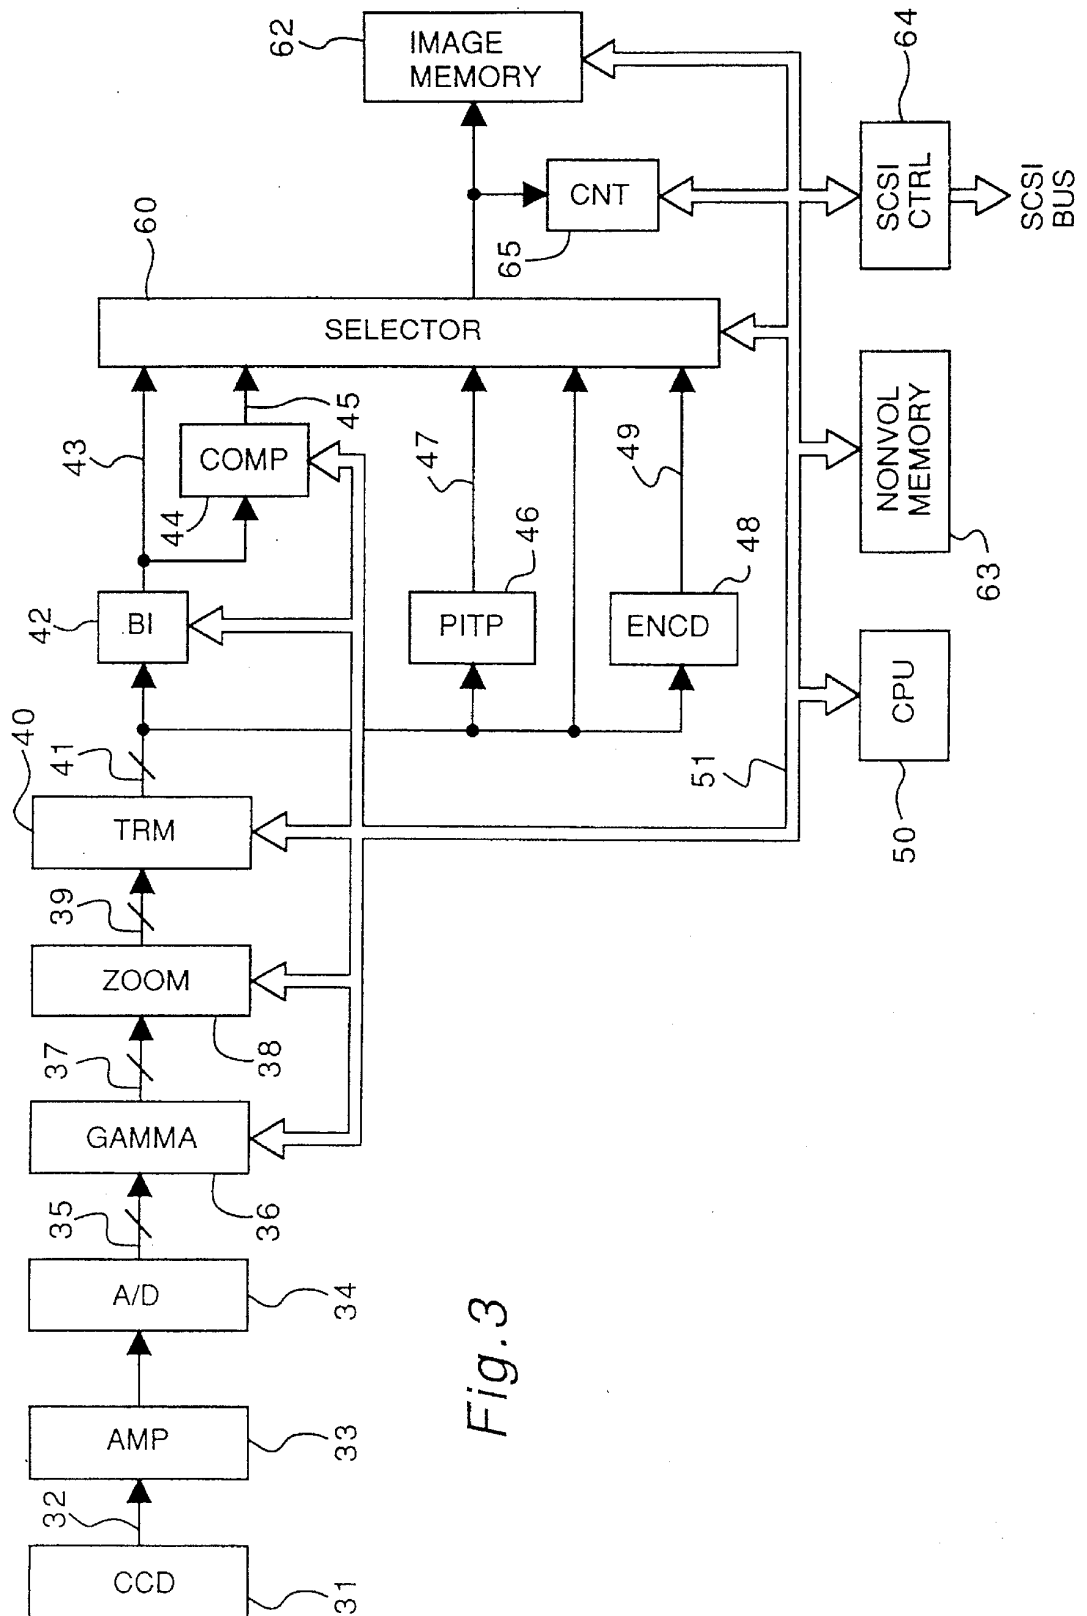 62
IMAGE
MEMORY
64
60
65
CNT
SCSI
CTRL
SCSI
BUS
SELECTOR
43
45
COMP
44
47
49
NONVOL
MEMORY
63
42
BI
PITP
46
ENCD
48
40
41
TRM
51
CPU
50
39
ZOOM
38
37
GAMMA
36
35
A/D
34
AMP
33
32
CCD
31
Fig. 3